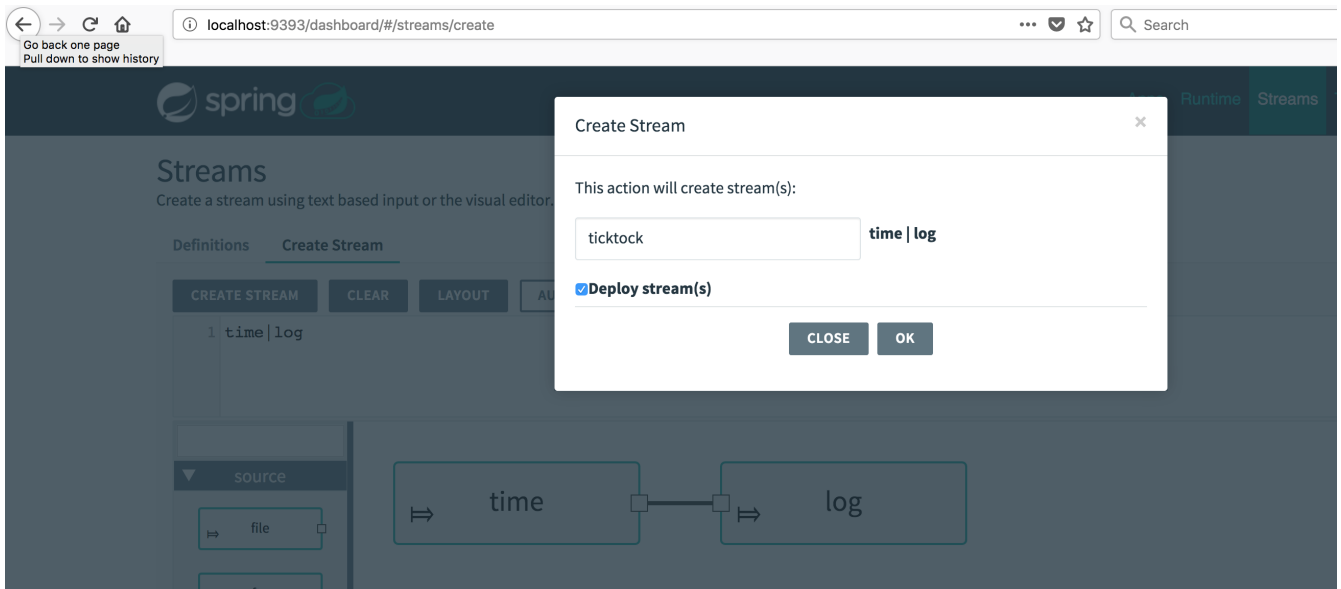 localhost:9393/dashboard/#/streams/create
Search
Go back one page
Pull down to show history
spring
Runtime
Streams
Create Stream
×
Streams
Create a stream using text based input or the visual editor.
This action will create stream(s):
ticktock
time | log
Definitions
Create Stream
Deploy stream(s)
CREATE STREAM
CLEAR
LAYOUT
AU
CLOSE
OK
1 time|log
source
file
time
log